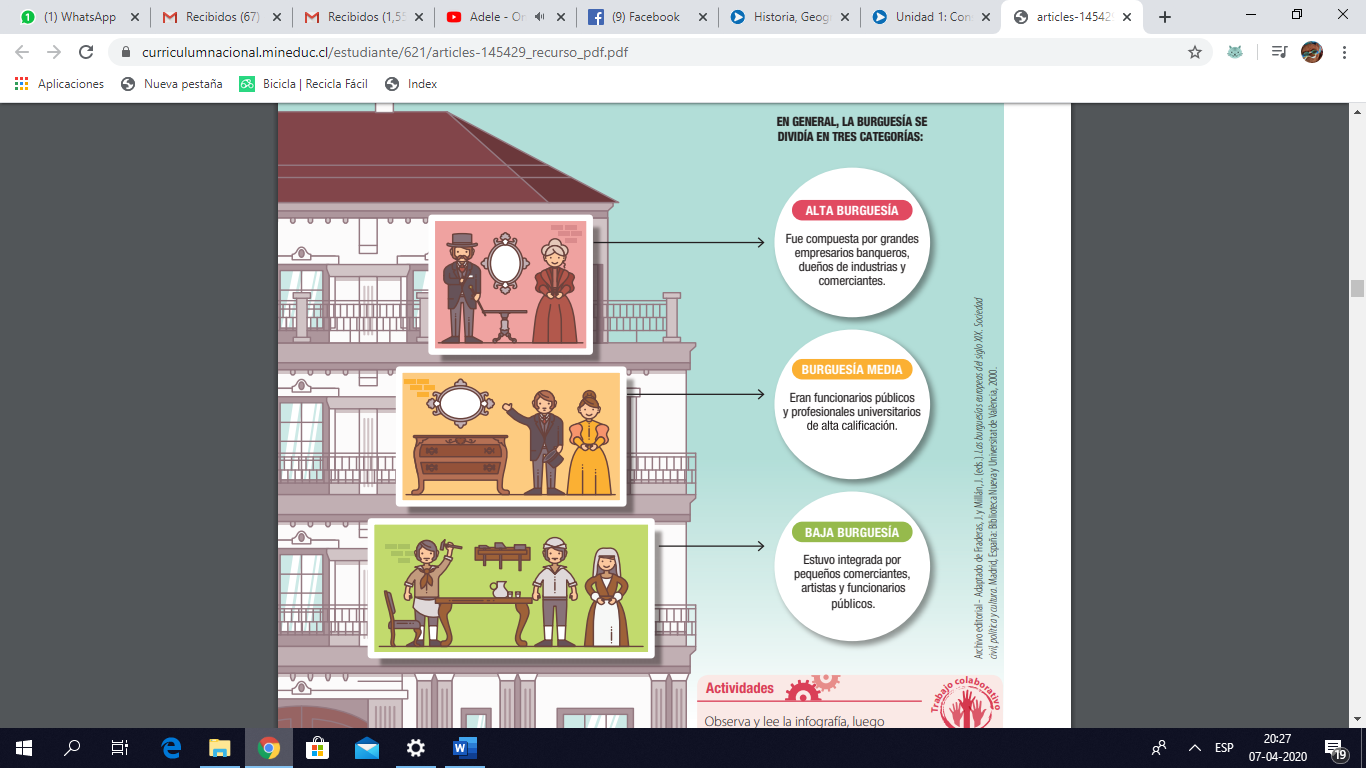 (1) WhatsApp
Recibidos (67)
Recibidos (1,55
Adele - On
(9) Facebook
Historia, Geog
Unidad 1: Con
articles-145429
curriculumnacional.mineduc.cl/estudiante/621/articles-145429_recurso_pdf.pdf
Aplicaciones
Nueva pestaña
Bicicla | Recicla Fácil
Index
EN GENERAL, LA BURGUESÍA SE
DIVIDÍA EN TRES CATEGORÍAS:
ALTA BURGUESÍA
Fue compuesta por grandes
empresarios banqueros,
dueños de industrias y
comerciantes.
BURGUESÍA MEDIA
Eran funcionarios públicos
y profesionales universitarios
de alta calificación.
BAJA BURGUESÍA
Estuvo integrada por
pequeños comerciantes,
artistas y funcionarios
públicos.
Archivo editorial - Adaptado de Fraderas, J. y Millán, J. (eds.). Las burguesías europeas del siglo XIX. Sociedad
civil, política y cultura. Madrid, España: Biblioteca Nueva y Universitat de València, 2000.
Actividades
Trabajo colaborativo
Observa y lee la infografía, luego
ESP
20:27
07-04-2020
19